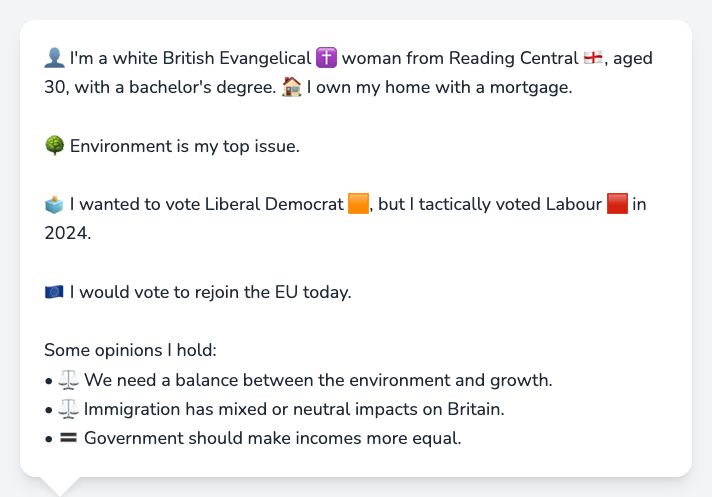 👤 I'm a white British Evangelical ✝️ woman from Reading Central 🏴󠁧󠁢󠁥󠁮󠁧󠁿, aged
30, with a bachelor's degree. 🏠 I own my home with a mortgage.
🌳 Environment is my top issue.
🗳️ I wanted to vote Liberal Democrat 🟧, but I tactically voted Labour 🟥 in
2024.
🇪🇺 I would vote to rejoin the EU today.
Some opinions I hold:
• ⚖️ We need a balance between the environment and growth.
• ⚖️ Immigration has mixed or neutral impacts on Britain.
• 🟰 Government should make incomes more equal.